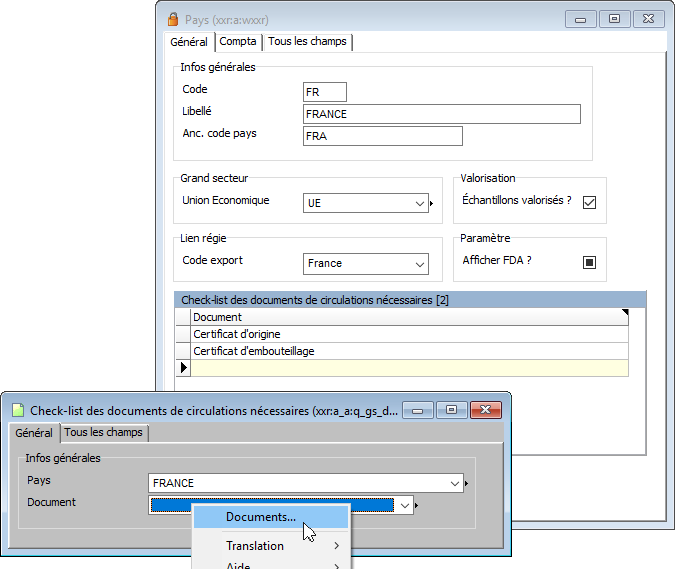 Pays (xxr:a:wxxr)
Général Compta Tous les champs
Infos générales
Code FR
Libellé FRANCE
Anc. code pays FRA
Grand secteur Valorisation
Union Economique UE Échantillons valorisés ?
Lien régie Paramètre
Code export France Afficher FDA ?
Check-list des documents de circulations nécessaires [2]
Document
Certificat d'origine
Certificat d'embouteillage
Check-list des documents de circulations nécessaires (xxr:a_a:q_gs_d...
Général Tous les champs
Infos générales
Pays FRANCE
Document
Documents...
Translation
Aide